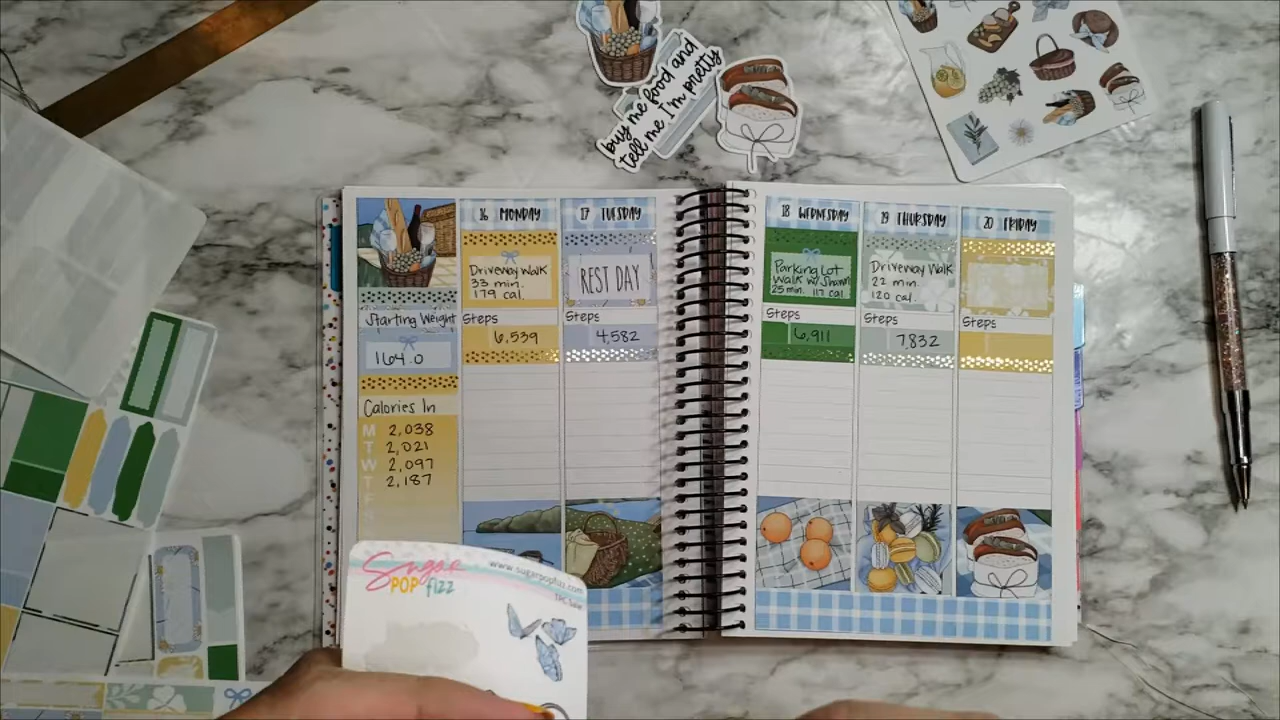 buy me food and
tell me I'm pretty
16 MONDAY
17 TUESDAY
18 WEDNESDAY
19 THURSDAY
20 FRIDAY
Driveway Walk
33 min.
179 cal.
REST DAY
Parking Lot
Walk w/ Shawn
25 min. 117 cal
Driveway Walk
22 min.
120 cal.
Starting Weight
164.0
Steps
6,539
Steps
4,582
Steps
6,911
Steps
7,832
Steps
Calories In
M 2,038
T 2,021
W 2,097
T 2,187
F
Sugar
POP fizz
www.sugarpopfizz.com